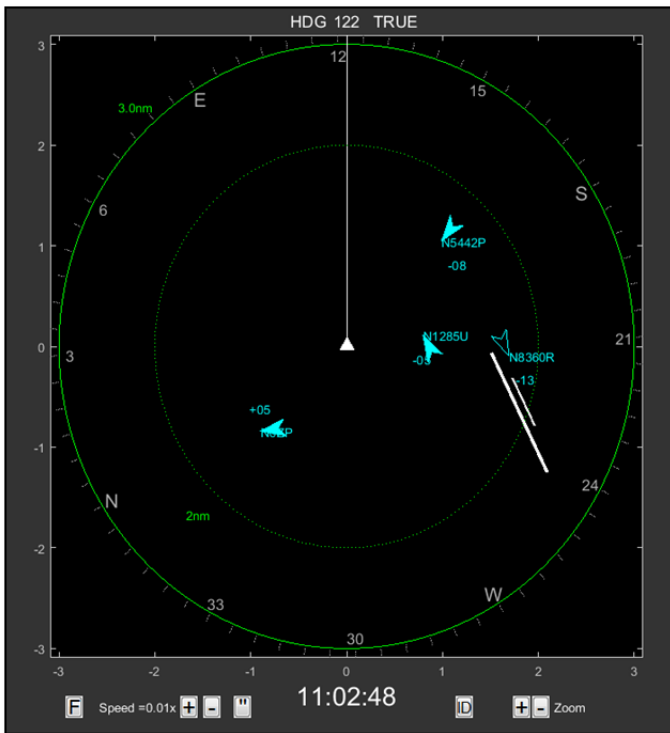 HDG 122 TRUE
3
12
15
E
3.0nm
2
S
6
1
N5442P
-08
N1285U
21
0
3
-05
N8360R
-13
+05
-1
24
N
2nm
-2
W
33
30
-3
-3
-2
-1
0
1
2
3
F
Speed =0.01x
+
-
"
11:02:48
ID
+
-
Zoom